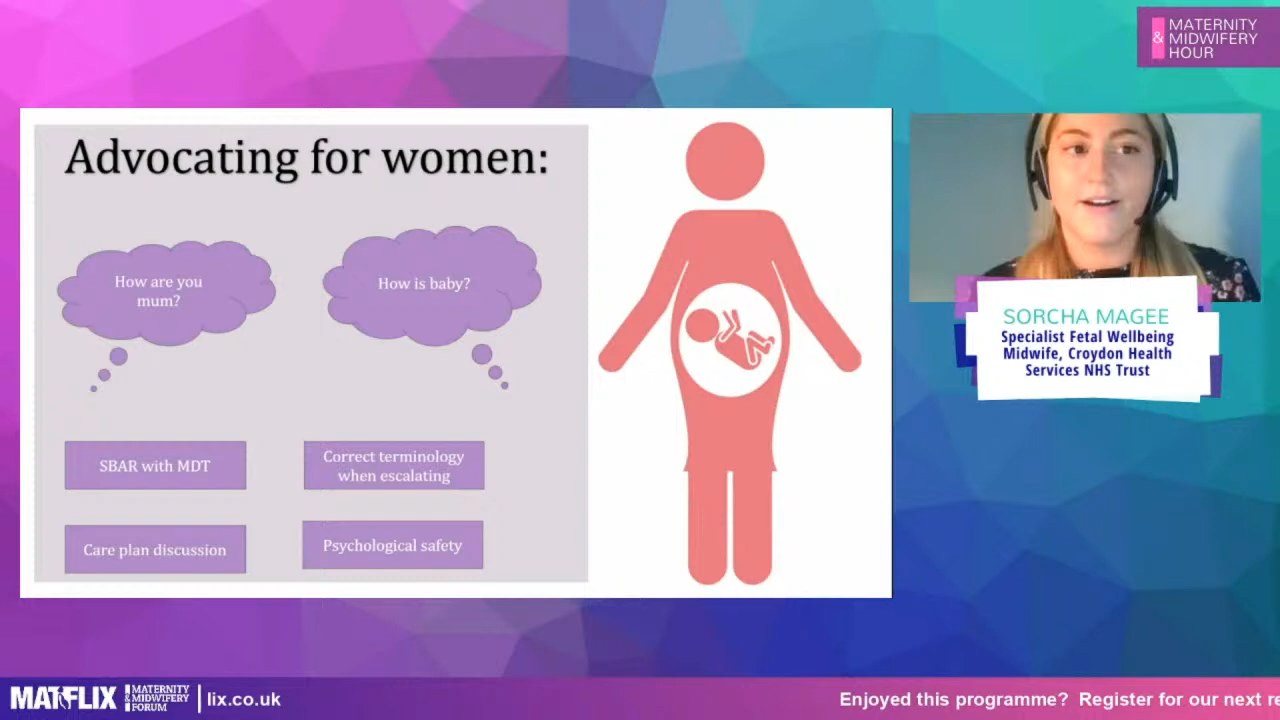 MATERNITY
& MIDWIFERY
HOUR
Advocating for women:
How are you
mum?
How is baby?
SBAR with MDT
Correct terminology
when escalating
Care plan discussion
Psychological safety
SORCHA MAGEE
Specialist Fetal Wellbeing
Midwife, Croydon Health
Services NHS Trust
MATFLIX
MATERNITY
& MIDWIFERY
FORUM
lix.co.uk
Enjoyed this programme? Register for our next re